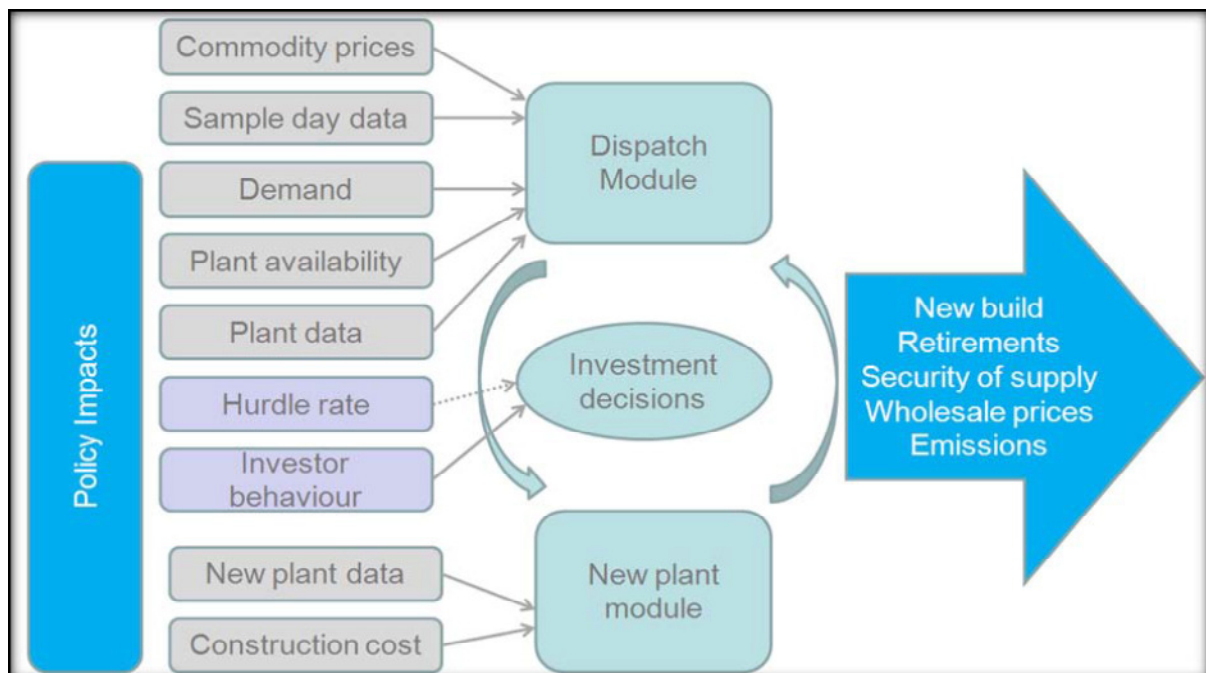 Policy Impacts
Commodity prices
Sample day data
Demand
Plant availability
Plant data
Hurdle rate
Investor
behaviour
New plant data
Construction cost
Dispatch
Module
Investment
decisions
New plant
module
New build
Retirements
Security of supply
Wholesale prices
Emissions